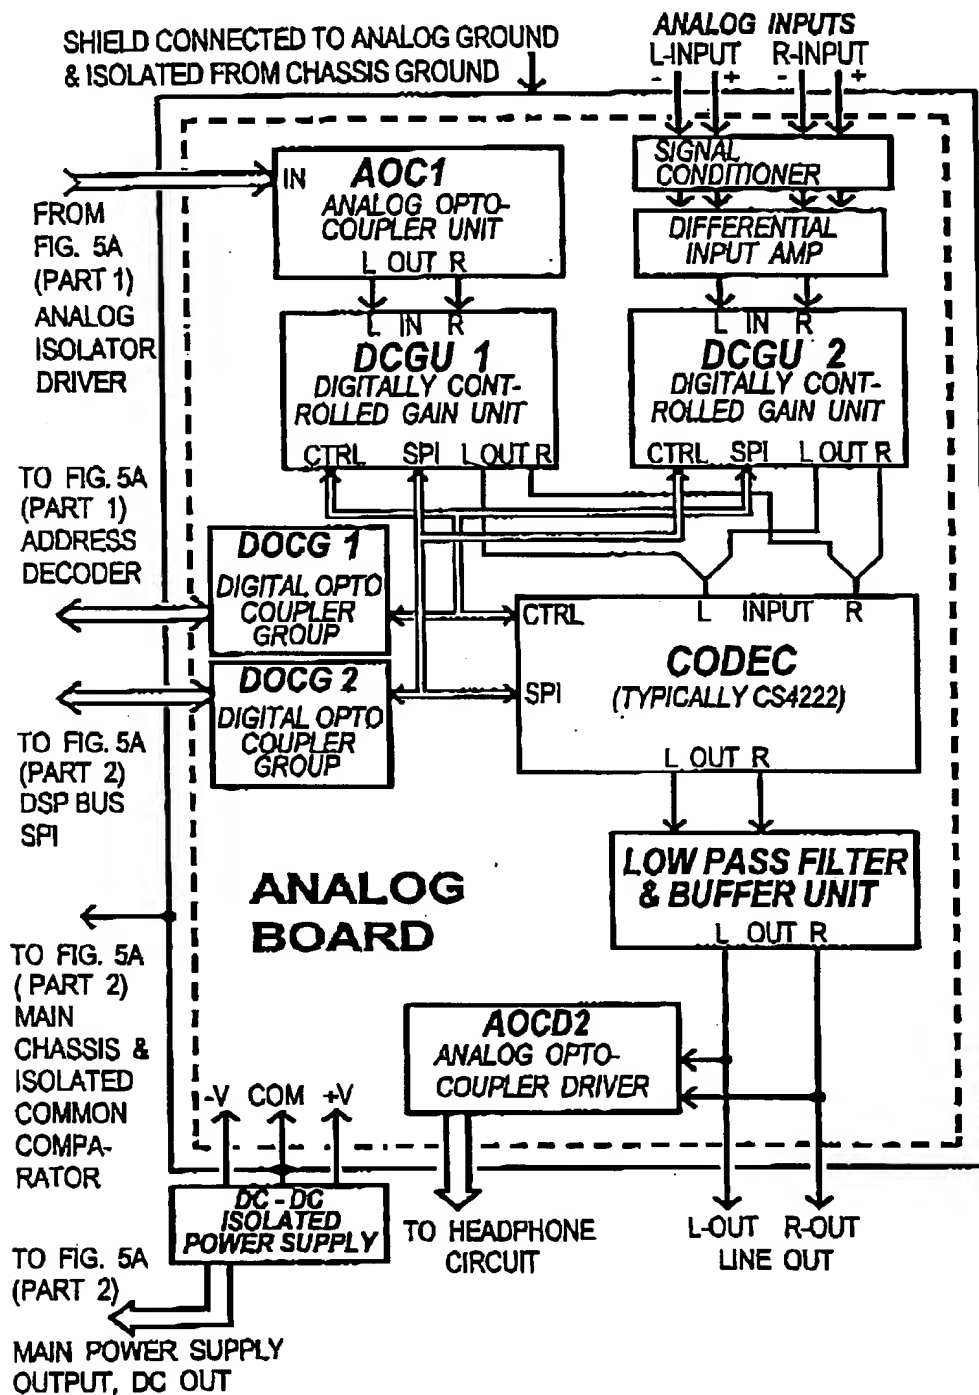 SHIELD CONNECTED TO ANALOG GROUND
& ISOLATED FROM CHASSIS GROUND
ANALOG INPUTS
L-INPUT R-INPUT
- + - +
SIGNAL
CONDITIONER
DIFFERENTIAL
INPUT AMP
IN
AOC1
ANALOG OPTO-
COUPLER UNIT
L OUT R
FROM
FIG. 5A
(PART 1)
ANALOG
ISOLATOR
DRIVER
L IN R
DCGU 1
DIGITALLY CONT-
ROLLED GAIN UNIT
CTRL SPI L OUT R
L IN R
DCGU 2
DIGITALLY CONT-
ROLLED GAIN UNIT
CTRL SPI L OUT R
TO FIG. 5A
(PART 1)
ADDRESS
DECODER
DOCG 1
DIGITAL OPTO
COUPLER
GROUP
DOCG 2
DIGITAL OPTO
COUPLER
GROUP
L INPUT R
CTRL
CODEC
(TYPICALLY CS4222)
SPI
L OUT R
TO FIG. 5A
(PART 2)
DSP BUS
SPI
LOW PASS FILTER
& BUFFER UNIT
L OUT R
ANALOG
BOARD
TO FIG. 5A
( PART 2)
MAIN
CHASSIS &
ISOLATED
COMMON
COMPA-
RATOR
AOCD2
ANALOG OPTO-
COUPLER DRIVER
-V COM +V
DC - DC
ISOLATED
POWER SUPPLY
TO HEADPHONE
CIRCUIT
L-OUT R-OUT
LINE OUT
TO FIG. 5A
(PART 2)
MAIN POWER SUPPLY
OUTPUT, DC OUT